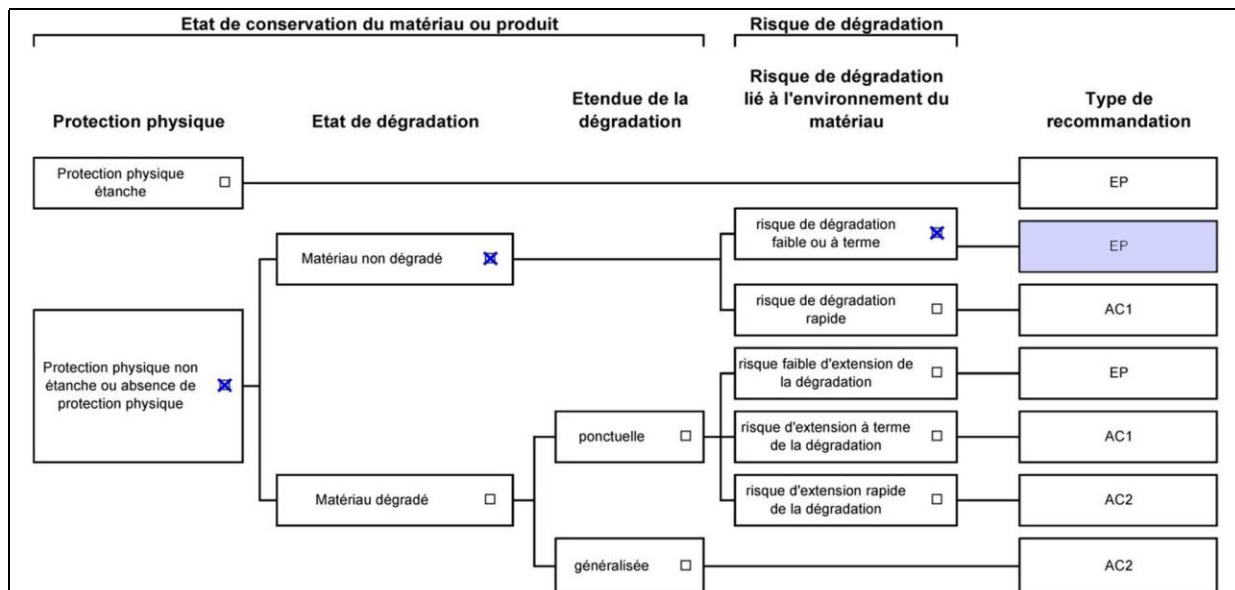 Etat de conservation du matériau ou produit
Risque de dégradation
Protection physique
Etat de dégradation
Etendue de la
dégradation
Risque de dégradation
lié à l'environnement du
matériau
Type de
recommandation
Protection physique
étanche
EP
Protection physique non
étanche ou absence de
protection physique
Matériau non dégradé
risque de dégradation
faible ou à terme
EP
risque de dégradation
rapide
AC1
Matériau dégradé
ponctuelle
risque faible d'extension de
la dégradation
EP
risque d'extension à terme
de la dégradation
AC1
risque d'extension rapide
de la dégradation
AC2
généralisée
AC2